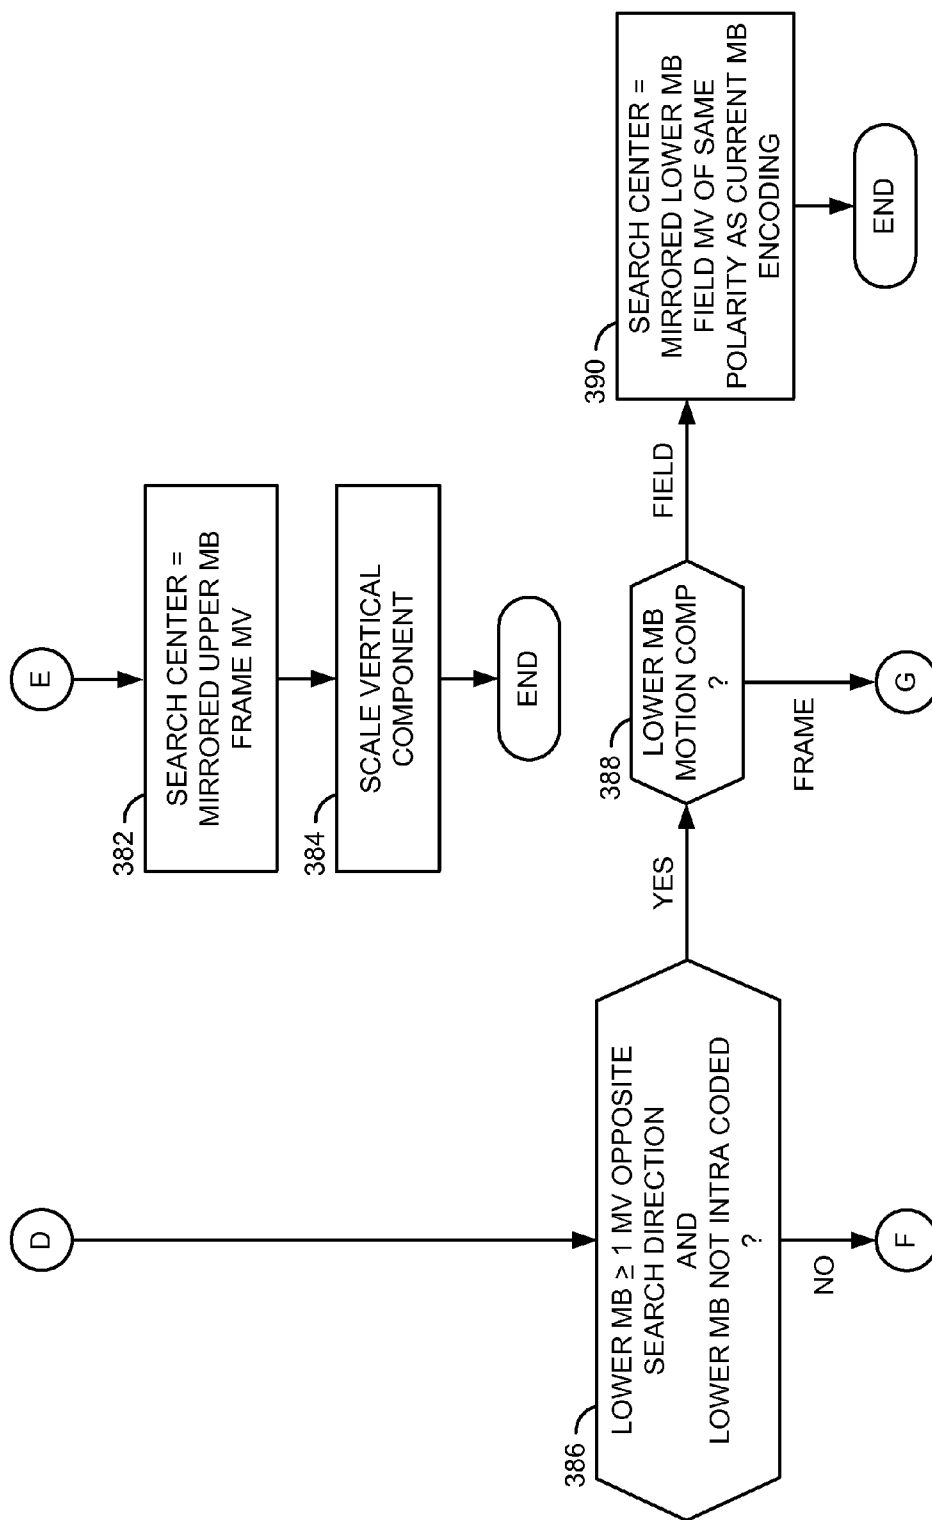 D
386
LOWER MB ≥ 1 MV OPPOSITE
SEARCH DIRECTION
AND
LOWER MB NOT INTRA CODED
?
NO
F
YES
E
382
SEARCH CENTER =
MIRRORED UPPER MB
FRAME MV
384
SCALE VERTICAL
COMPONENT
END
388
LOWER MB
MOTION COMP
?
FRAME
G
FIELD
390
SEARCH CENTER =
MIRRORED LOWER MB
FIELD MV OF SAME
POLARITY AS CURRENT MB
ENCODING
END